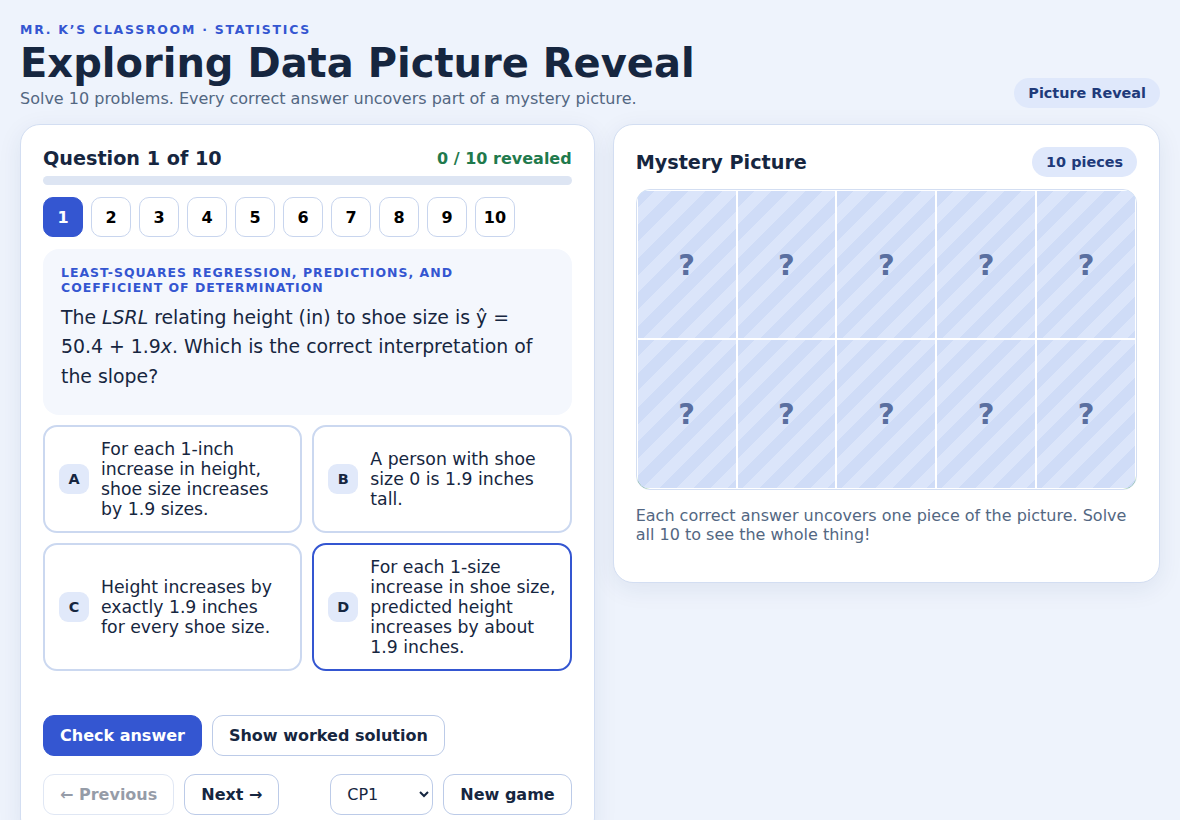 MR. K’S CLASSROOM · STATISTICS
Exploring Data Picture Reveal
Solve 10 problems. Every correct answer uncovers part of a mystery picture.
Picture Reveal
Question 1 of 10
0 / 10 revealed
1 2 3 4 5 6 7 8 9 10
LEAST-SQUARES REGRESSION, PREDICTIONS, AND
COEFFICIENT OF DETERMINATION
The LSRL relating height (in) to shoe size is ŷ =
50.4 + 1.9x. Which is the correct interpretation of
the slope?
A
For each 1-inch
increase in height,
shoe size increases
by 1.9 sizes.
B
A person with shoe
size 0 is 1.9 inches
tall.
C
Height increases by
exactly 1.9 inches
for every shoe size.
D
For each 1-size
increase in shoe size,
predicted height
increases by about
1.9 inches.
Check answer
Show worked solution
← Previous
Next →
CP1
New game
Mystery Picture
10 pieces
? ? ? ? ?
? ? ? ? ?
Each correct answer uncovers one piece of the picture. Solve
all 10 to see the whole thing!